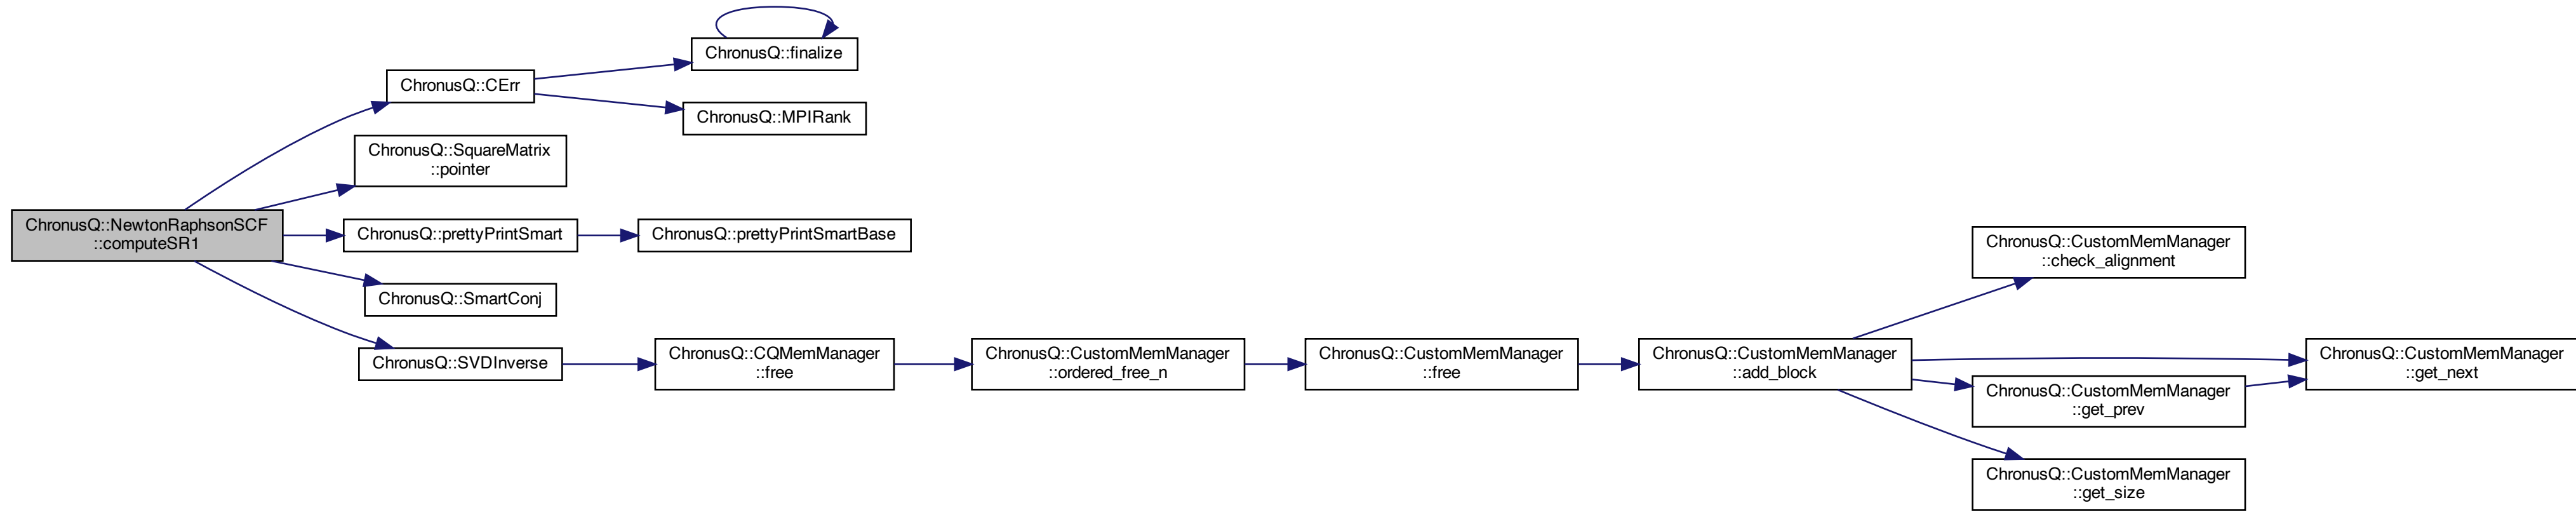 ChronusQ::finalize
ChronusQ::CErr
ChronusQ::MPIRank
ChronusQ::SquareMatrix
::pointer
ChronusQ::NewtonRaphsonSCF
::computeSR1
ChronusQ::prettyPrintSmart
ChronusQ::prettyPrintSmartBase
ChronusQ::SmartConj
ChronusQ::SVDInverse
ChronusQ::CQMemManager
::free
ChronusQ::CustomMemManager
::ordered_free_n
ChronusQ::CustomMemManager
::free
ChronusQ::CustomMemManager
::add_block
ChronusQ::CustomMemManager
::check_alignment
ChronusQ::CustomMemManager
::get_next
ChronusQ::CustomMemManager
::get_prev
ChronusQ::CustomMemManager
::get_size